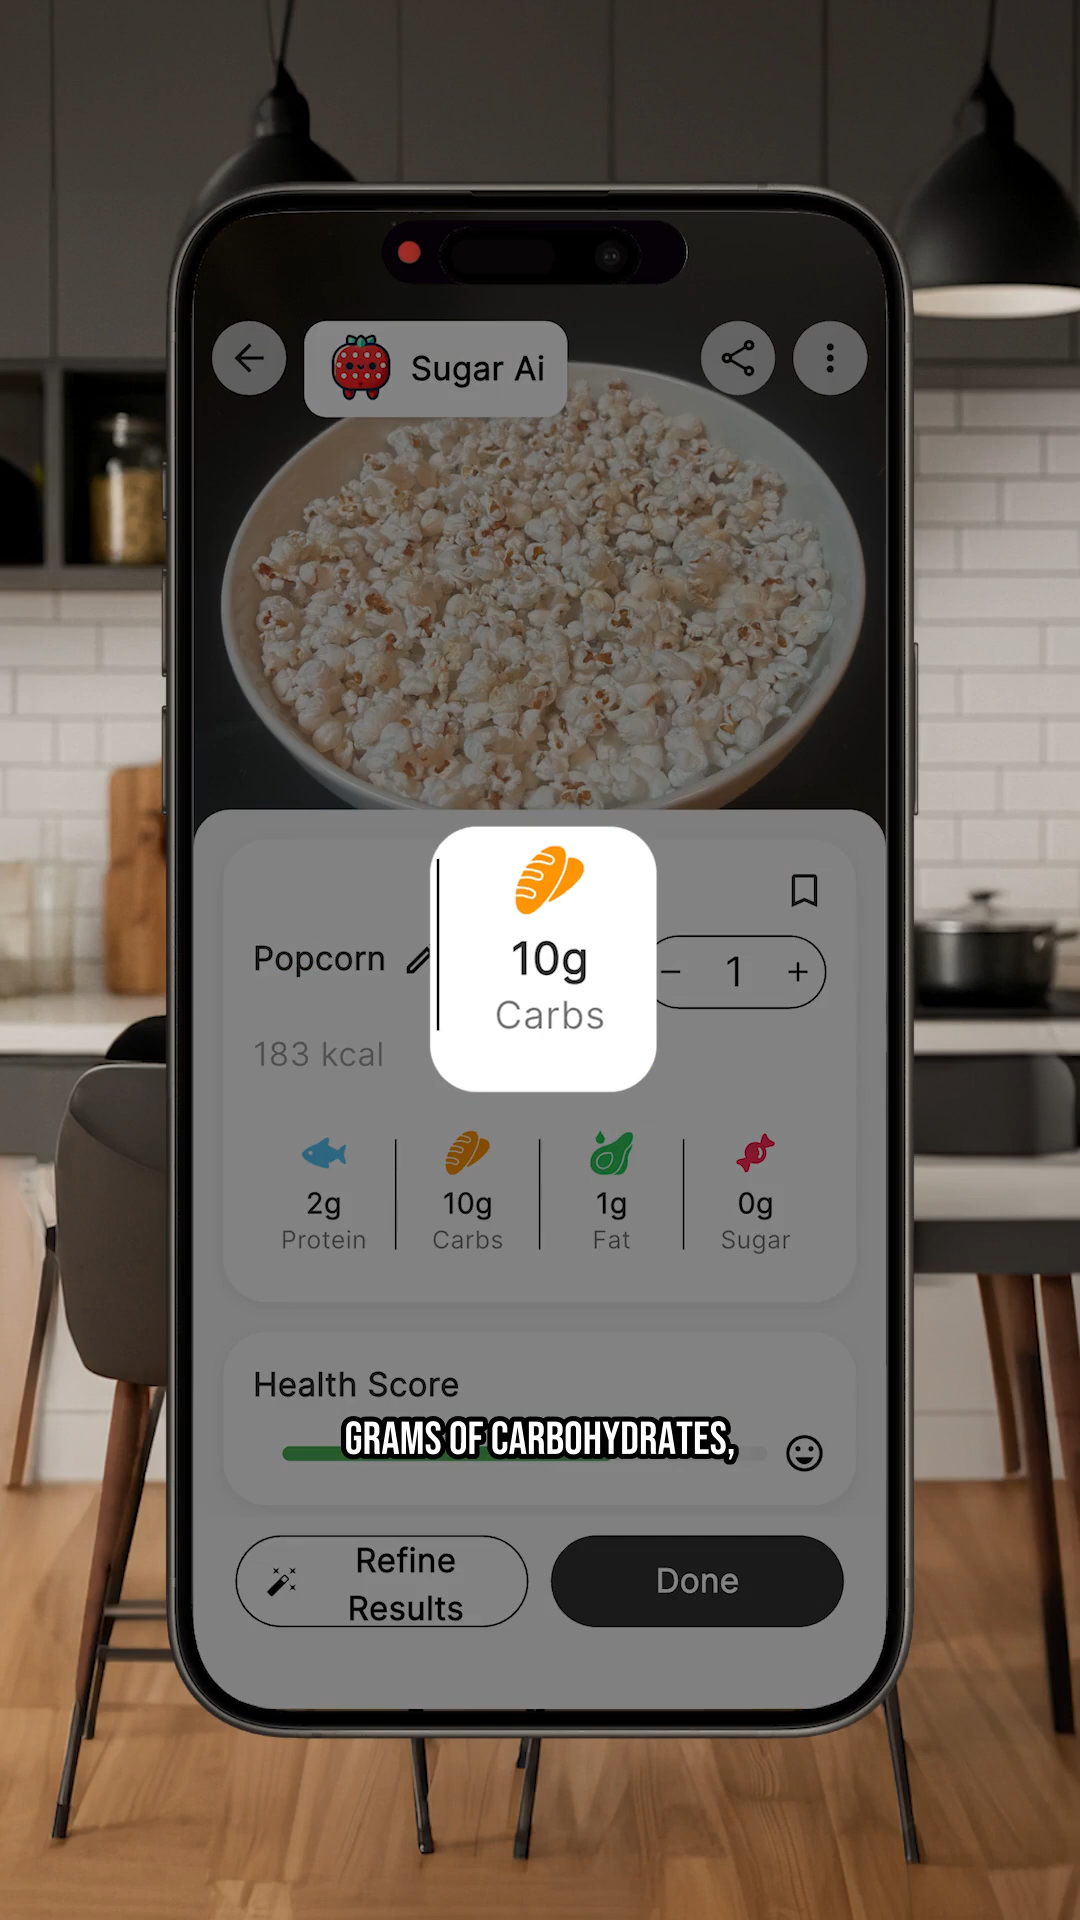 Sugar Ai
10g
Carbs
Popcorn
1
183 kcal
2g
Protein
10g
Carbs
1g
Fat
0g
Sugar
Health Score
GRAMS OF CARBOHYDRATES,
Refine
Results
Done